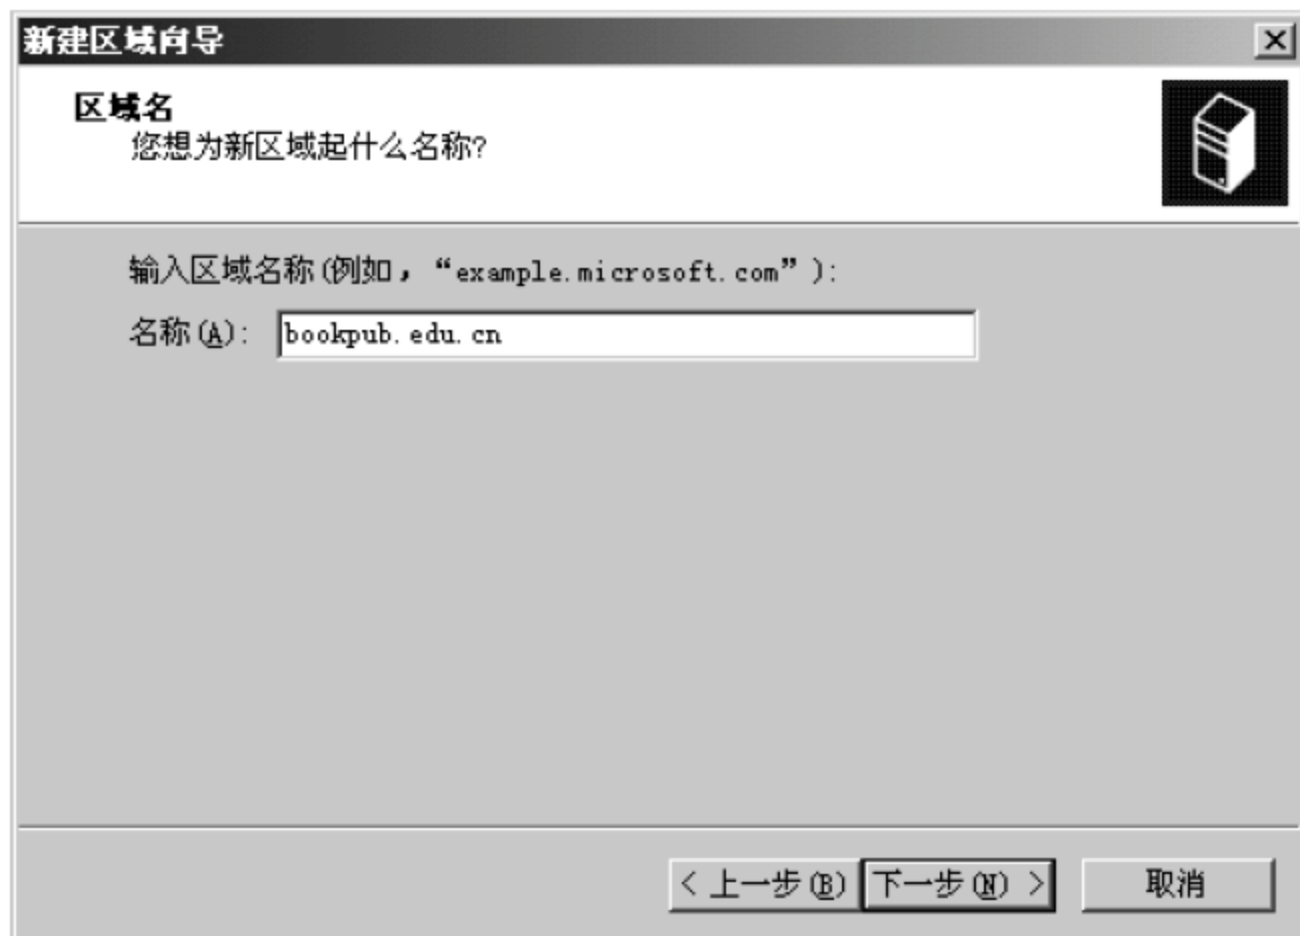 新建区域向导
区域名
您想为新区域起什么名称?
输入区域名称(例如，“example.microsoft.com”):
名称(A): bookpub.edu.cn
< 上一步(B) 下一步(N) > 取消